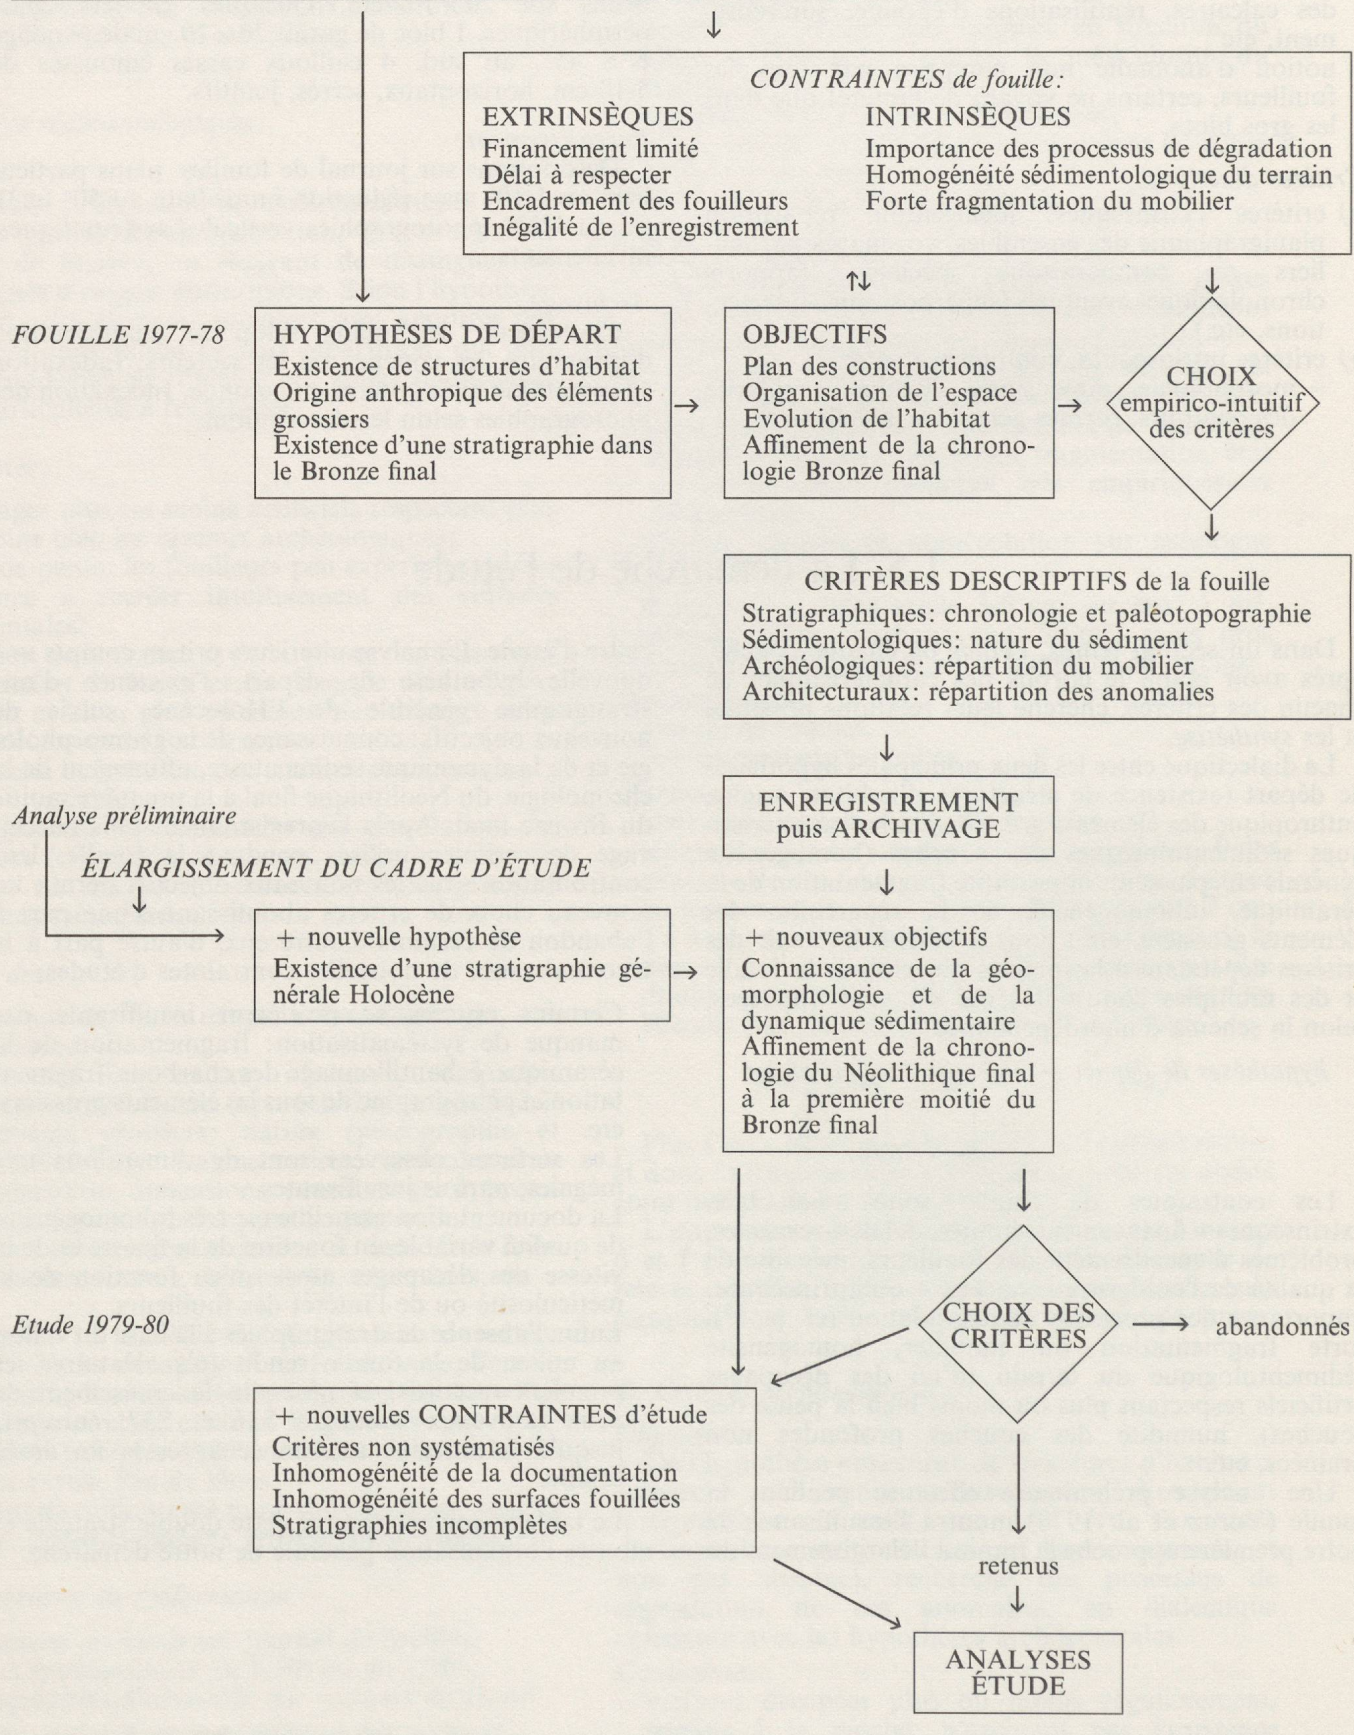 CONTRAINTES de fouille:
EXTRINSÈQUES
Financement limité
Délai à respecter
Encadrement des fouilleurs
Inégalité de l'enregistrement
INTRINSÈQUES
Importance des processus de dégradation
Homogénéité sédimentologique du terrain
Forte fragmentation du mobilier
FOUILLE 1977-78
HYPOTHÈSES DE DÉPART
Existence de structures d'habitat
Origine anthropique des éléments
grossiers
Existence d'une stratigraphie dans
le Bronze final
OBJECTIFS
Plan des constructions
Organisation de l'espace
Evolution de l'habitat
Affinement de la chrono-
logie Bronze final
CHOIX
empirico-intuitif
des critères
CRITÈRES DESCRIPTIFS de la fouille
Stratigraphiques: chronologie et paléotopographie
Sédimentologiques: nature du sédiment
Archéologiques: répartition du mobilier
Architecturaux: répartition des anomalies
ENREGISTREMENT
puis ARCHIVAGE
Analyse préliminaire
ÉLARGISSEMENT DU CADRE D'ÉTUDE
+ nouvelle hypothèse
Existence d'une stratigraphie gé-
nérale Holocène
+ nouveaux objectifs
Connaissance de la géo-
morphologie et de la
dynamique sédimentaire
Affinement de la chrono-
logie du Néolithique final
à la première moitié du
Bronze final
Etude 1979-80
CHOIX DES
CRITÈRES
abandonnés
+ nouvelles CONTRAINTES d'étude
Critères non systématisés
Inhomogénéité de la documentation
Inhomogénéité des surfaces fouillées
Stratigraphies incomplètes
retenus
ANALYSES
ÉTUDE